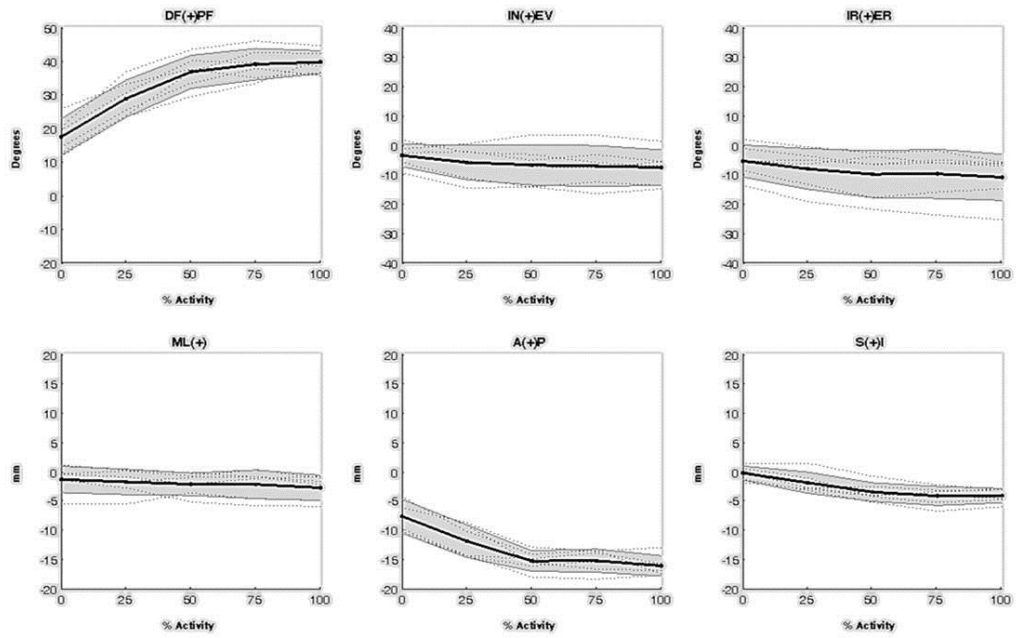 DF(+)PF IN(+)EV IR(+)ER
50 40 40
40 30 30
30 20 20
20 10 10
10 0 0
0 -10 -10
-10 -20 -20
-20 -30 -30
-40 -40
Degrees Degrees Degrees
0 25 50 75 100 0 25 50 75 100 0 25 50 75 100
% Activity % Activity % Activity
ML(+) A(+)P S(+)I
20 20 20
15 15 15
10 10 10
5 5 5
0 0 0
-5 -5 -5
-10 -10 -10
-15 -15 -15
-20 -20 -20
mm mm mm
0 25 50 75 100 0 25 50 75 100 0 25 50 75 100
% Activity % Activity % Activity